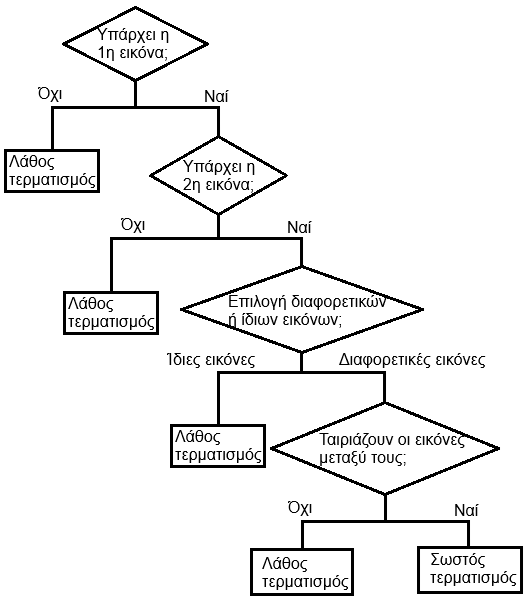 Υπάρχει η
1η εικόνα;
Όχι
Ναί
Λάθος
τερματισμός
Υπάρχει η
2η εικόνα;
Όχι
Ναί
Λάθος
τερματισμός
Επιλογή διαφορετικών
ή ίδιων εικόνων;
Ίδιες εικόνες
Διαφορετικές εικόνες
Λάθος
τερματισμός
Ταιριάζουν οι εικόνες
μεταξύ τους;
Όχι
Ναί
Λάθος
τερματισμός
Σωστός
τερματισμός